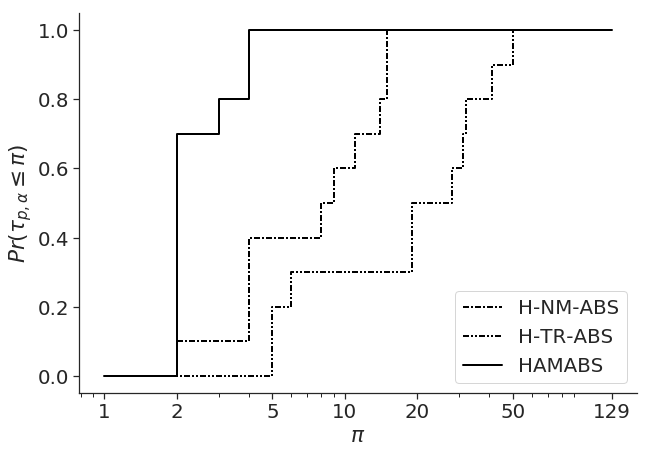 1.0
0.8
0.6
0.4
0.2
0.0
Pr(τp,α ≤ π)
H-NM-ABS
H-TR-ABS
HAMABS
1 2 5 10 20 50 129
π